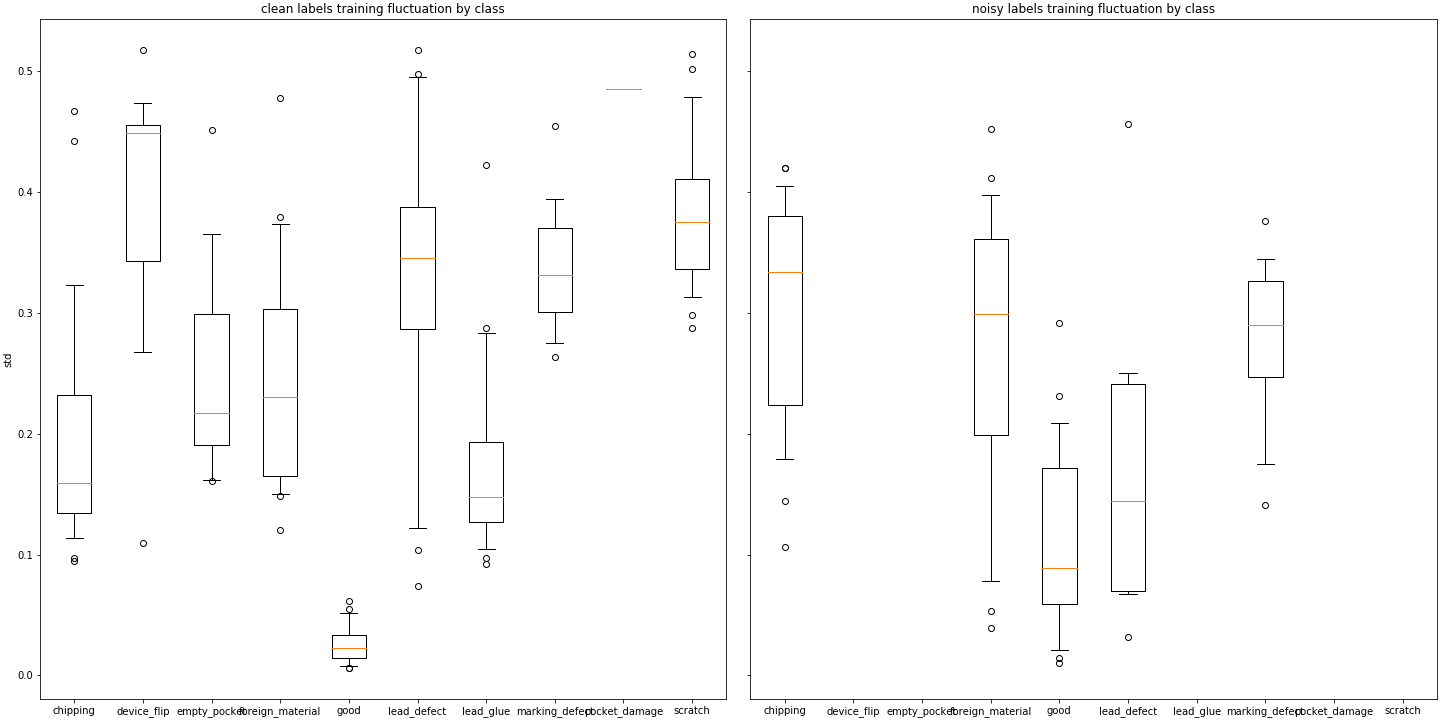 clean labels training fluctuation by class
noisy labels training fluctuation by class
std
0.5
0.4
0.3
0.2
0.1
0.0
chipping device_flip empty_pocket foreign_material good lead_defect lead_glue marking_defect pocket_damage scratch
chipping device_flip empty_pocket foreign_material good lead_defect lead_glue marking_defect pocket_damage scratch